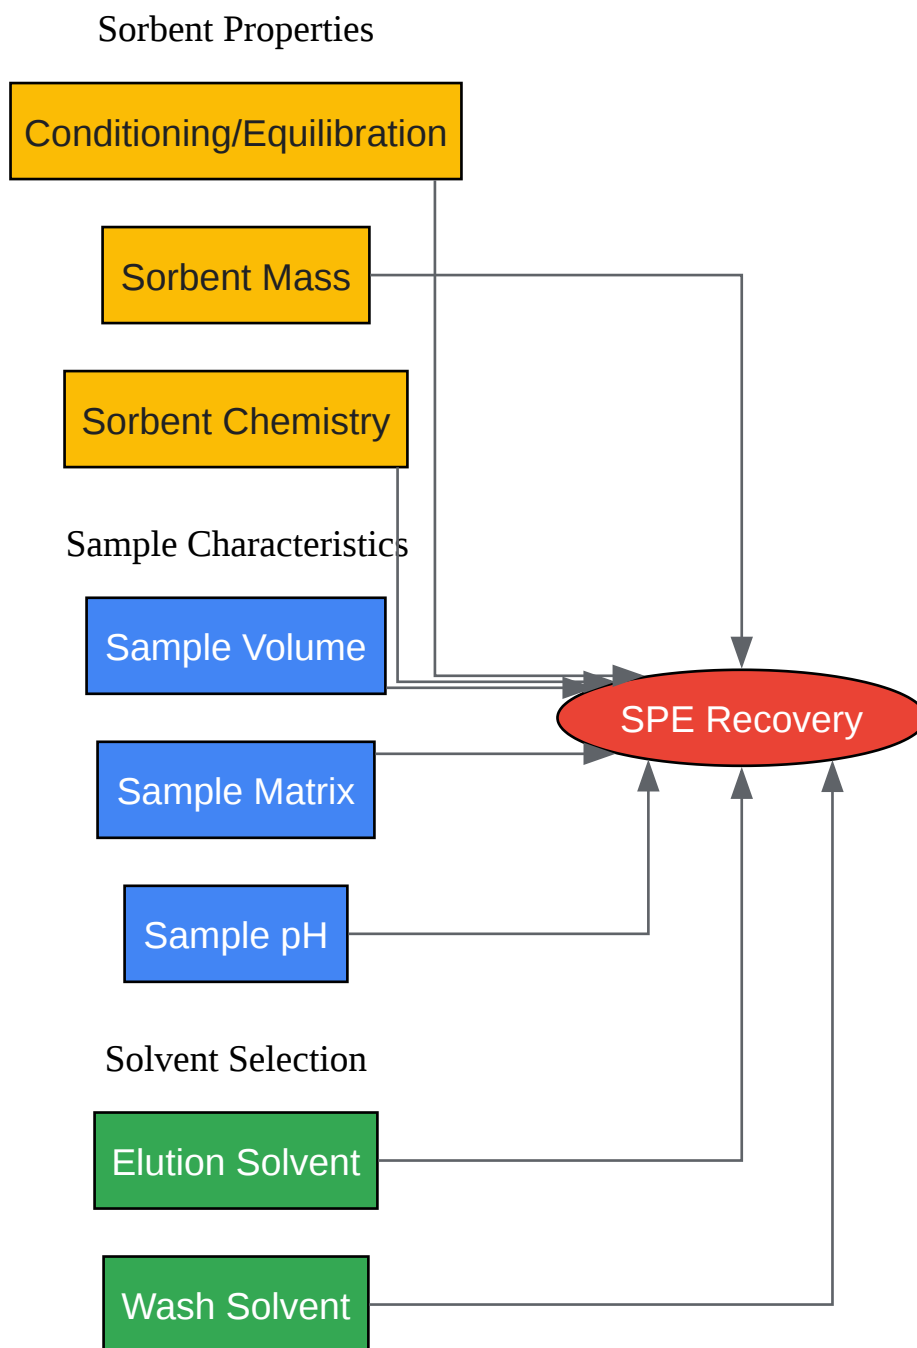 Sorbent Properties
Conditioning/Equilibration
Sorbent Mass
Sorbent Chemistry
Sample Characteristics
Sample Volume
SPE Recovery
Sample Matrix
Sample pH
Solvent Selection
Elution Solvent
Wash Solvent